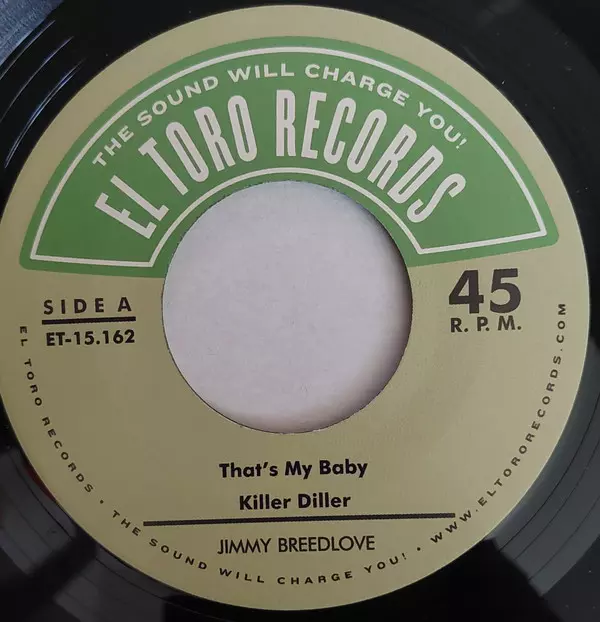 THE SOUND WILL CHARGE YOU!
EL TORO RECORDS
SIDE A
ET-15.162
45
R. P. M.
That's My Baby
Killer Diller
JIMMY BREEDLOVE
EL TORO RECORDS • THE SOUND WILL CHARGE YOU! • WWW.ELTORORECORDS.COM